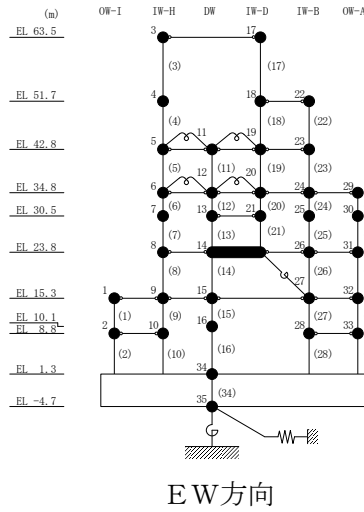 (m) OW-I IW-H DW IW-D IW-B OW-A
EL 63.5 3 17
(3) (17)
EL 51.7 4 18 22
(4) 11 19 (18) (22)
EL 42.8 5 23
(5) 12 (11) 20 (19) (23)
EL 34.8 6 24 29
(6) (12) (20) (24)
EL 30.5 7 13 21 25 30
(7) (13) (21) (25)
EL 23.8 8 14 26 31
(8) (14) 27 (26)
EL 15.3 1 9 15 32
(1) (9) (15) (27)
EL 10.1 16
EL 8.8 2 10 28 33
(2) (10) (16) (28)
EL 1.3 34
(34)
EL -4.7 35
EW方向